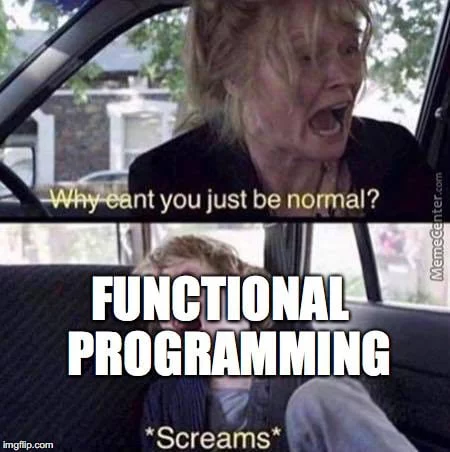 Why cant you just be normal?
MemeCenter.com
FUNCTIONAL
PROGRAMMING
*Screams*
imgflip.com